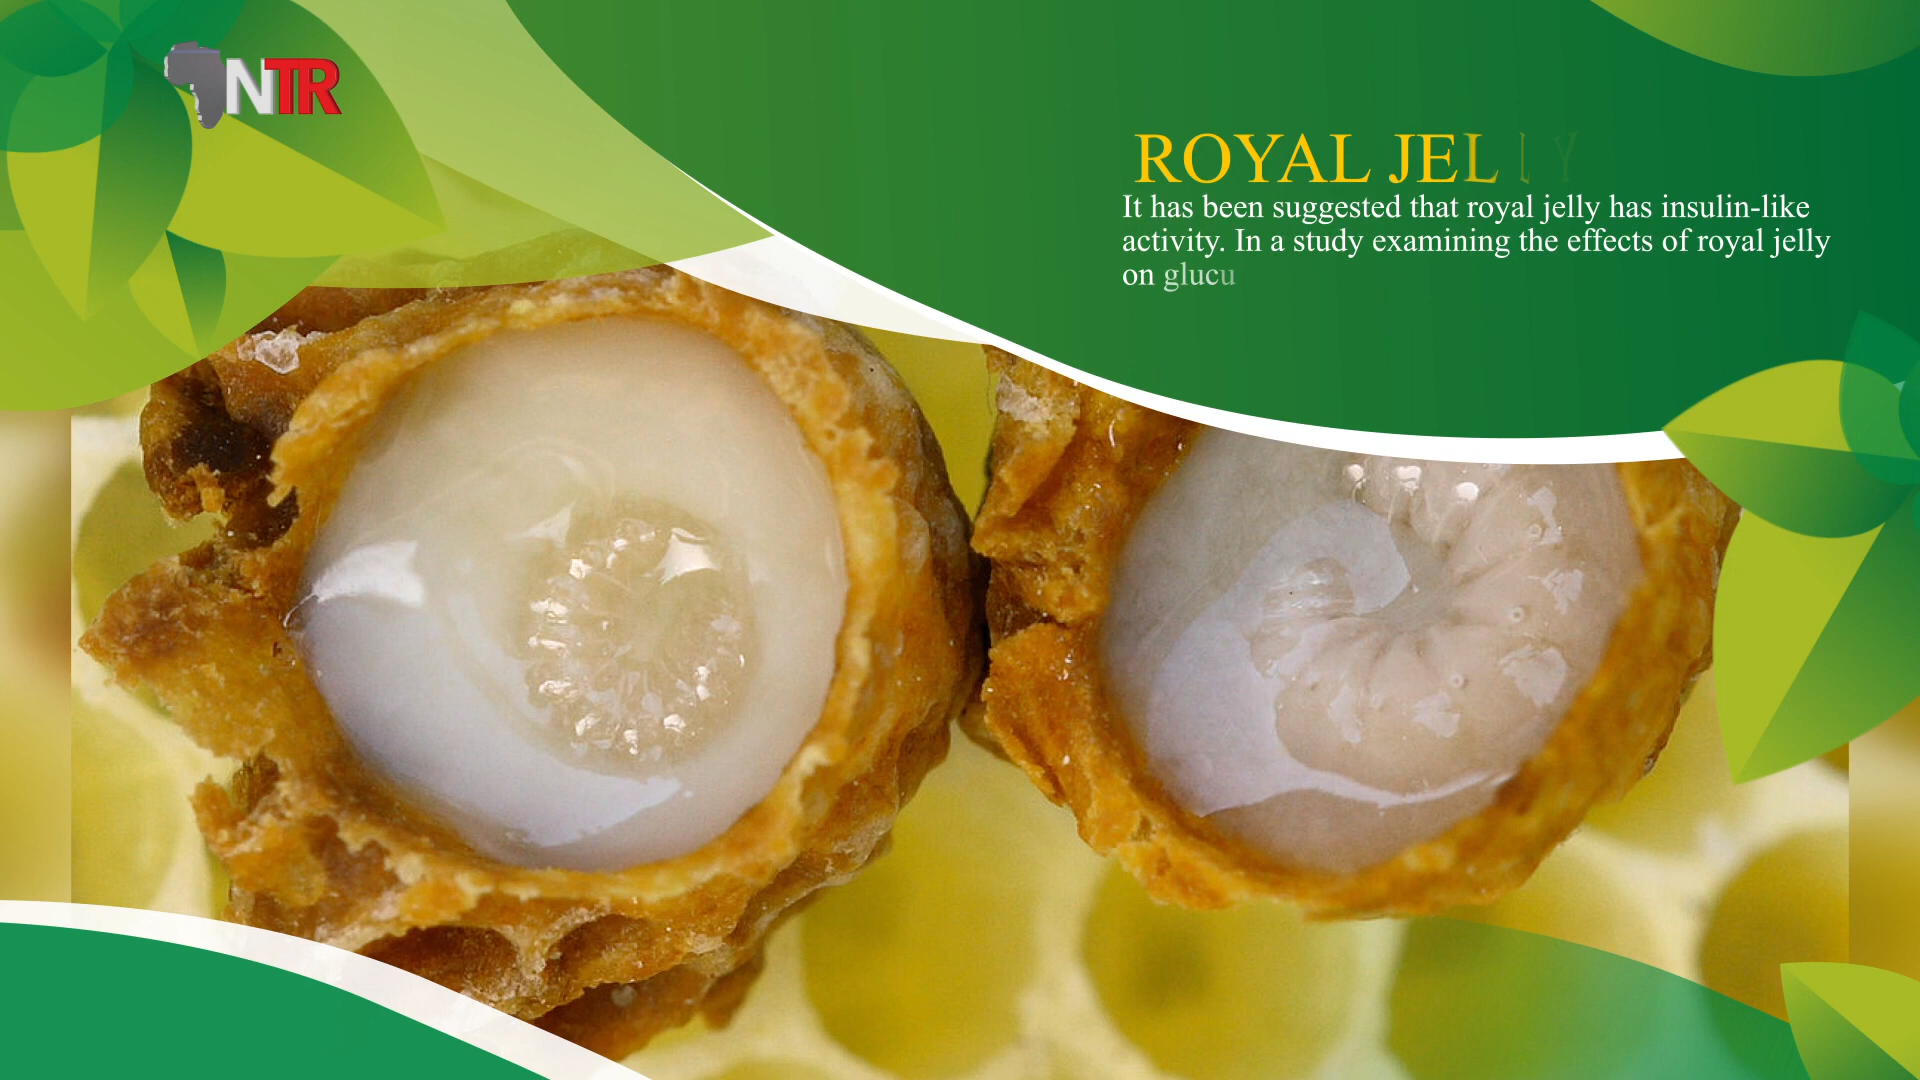 NTR
ROYAL JELLY
It has been suggested that royal jelly has insulin-like
activity. In a study examining the effects of royal jelly
on glucu